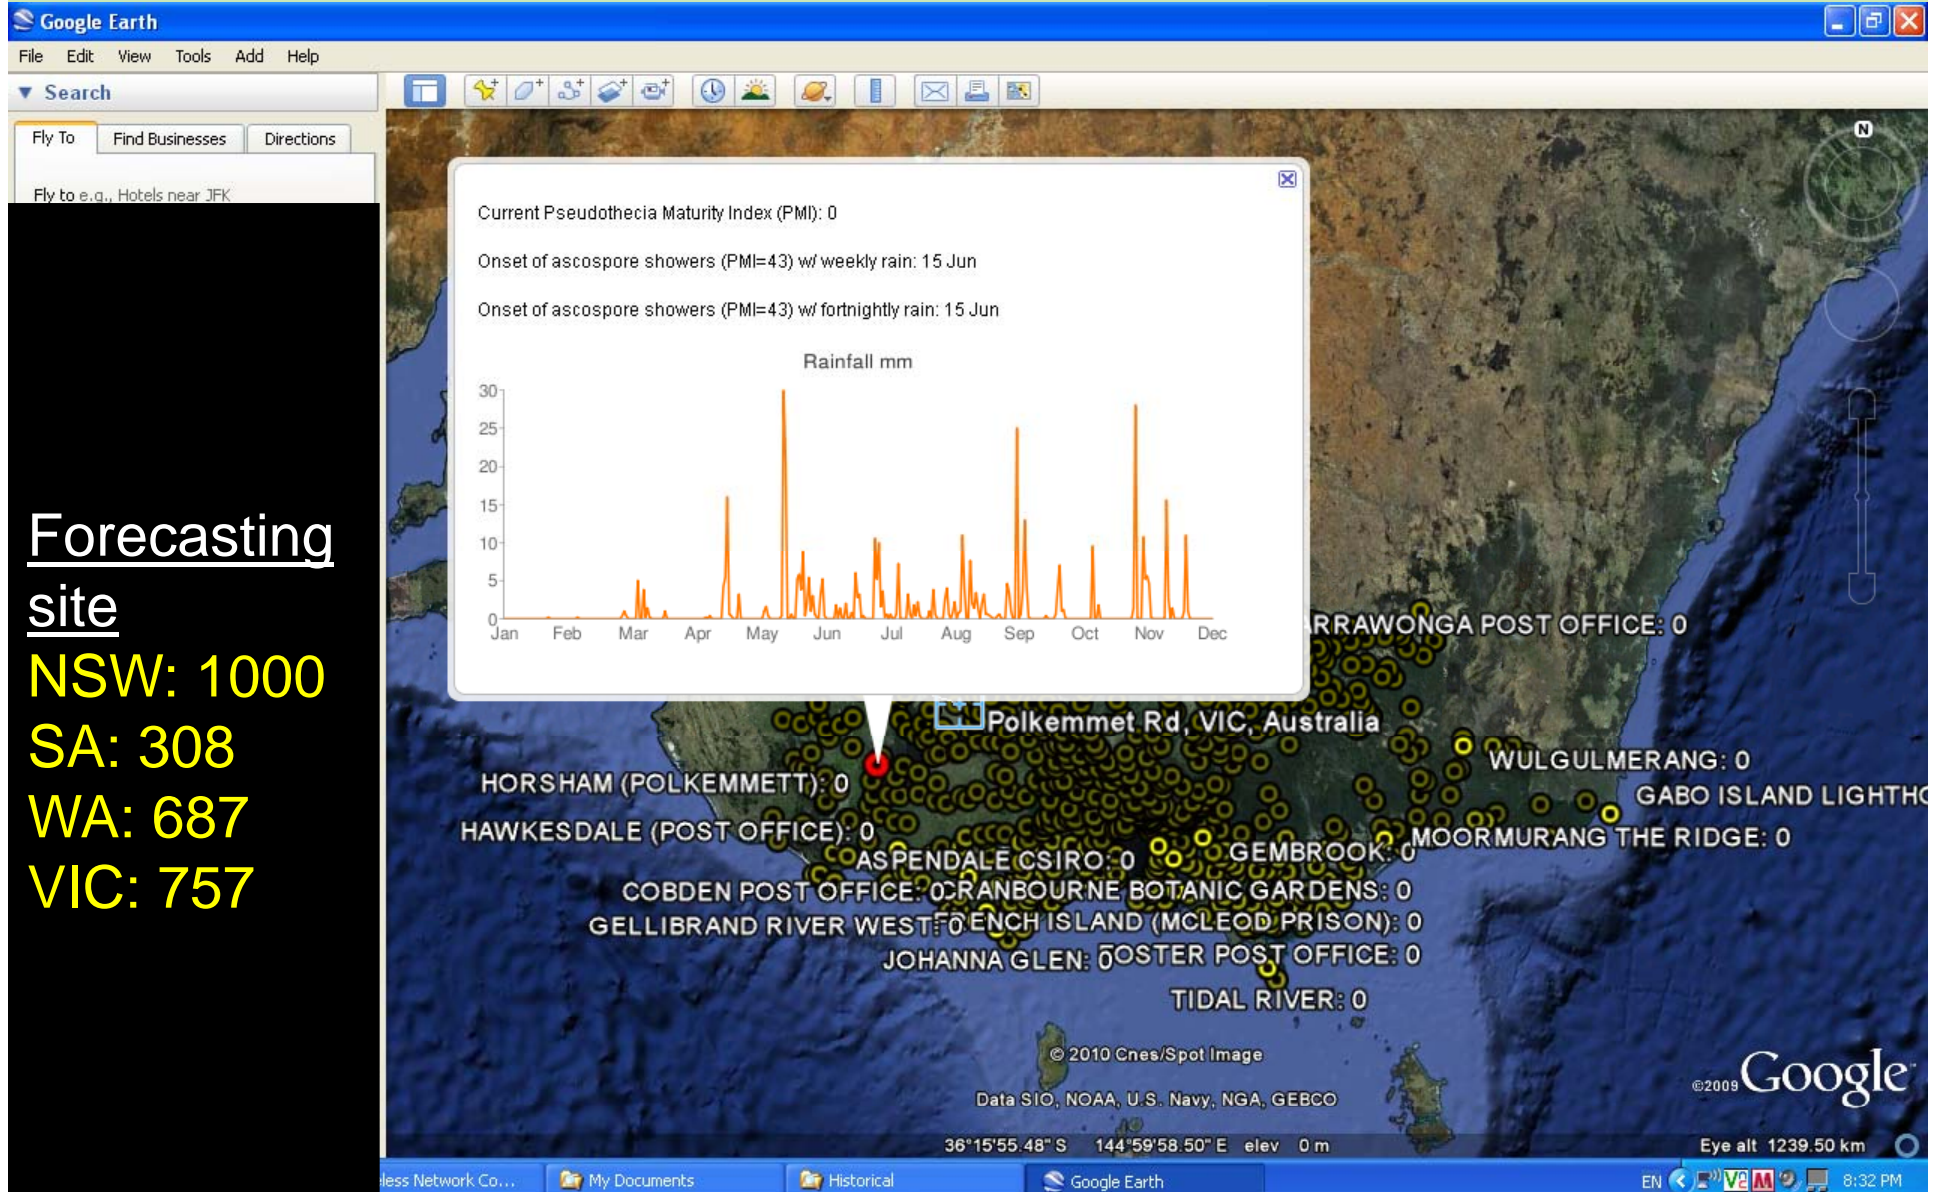 Google Earth
File Edit View Tools Add Help
Search
Fly To Find Businesses Directions
Fly to e.g., Hotels near JFK
Forecasting
site
NSW: 1000
SA: 308
WA: 687
VIC: 757
N
Current Pseudothecia Maturity Index (PMI): 0
Onset of ascospore showers (PMI=43) w/ weekly rain: 15 Jun
Onset of ascospore showers (PMI=43) w/ fortnightly rain: 15 Jun
Rainfall mm
30
25
20
15
10
5
0
Jan Feb Mar Apr May Jun Jul Aug Sep Oct Nov Dec
RRAWONGA POST OFFICE: 0
Polkemmet Rd, VIC, Australia
WULGULMERANG: 0
HORSHAM (POLKEMMETT): 0
GABO ISLAND LIGHTHO
HAWKESDALE (POST OFFICE): 0
MOORMURANG THE RIDGE: 0
ASPENDALE CSIRO: 0
GEMBROOK: 0
COBDEN POST OFFICE: 0
CRANBOURNE BOTANIC GARDENS: 0
GELLIBRAND RIVER WEST: 0
FRENCH ISLAND (MCLEOD PRISON): 0
JOHANNA GLEN: 0
FOSTER POST OFFICE: 0
TIDAL RIVER: 0
© 2010 Cnes/Spot Image
Data SIO, NOAA, U.S. Navy, NGA, GEBCO
©2009 Google
36°15'55.48" S 144°59'58.50" E elev 0 m
Eye alt 1239.50 km
less Network Co... My Documents Historical Google Earth EN 8:32 PM